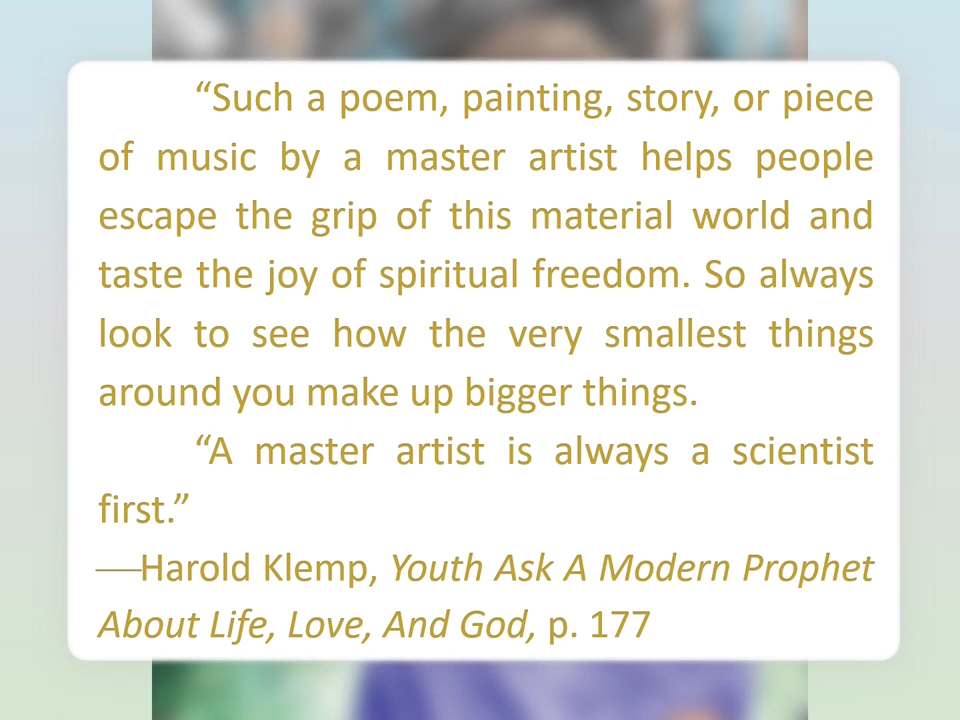 “Such a poem, painting, story, or piece
of music by a master artist helps people
escape the grip of this material world and
taste the joy of spiritual freedom. So always
look to see how the very smallest things
around you make up bigger things.
“A master artist is always a scientist
first.”
—Harold Klemp, Youth Ask A Modern Prophet
About Life, Love, And God, p. 177